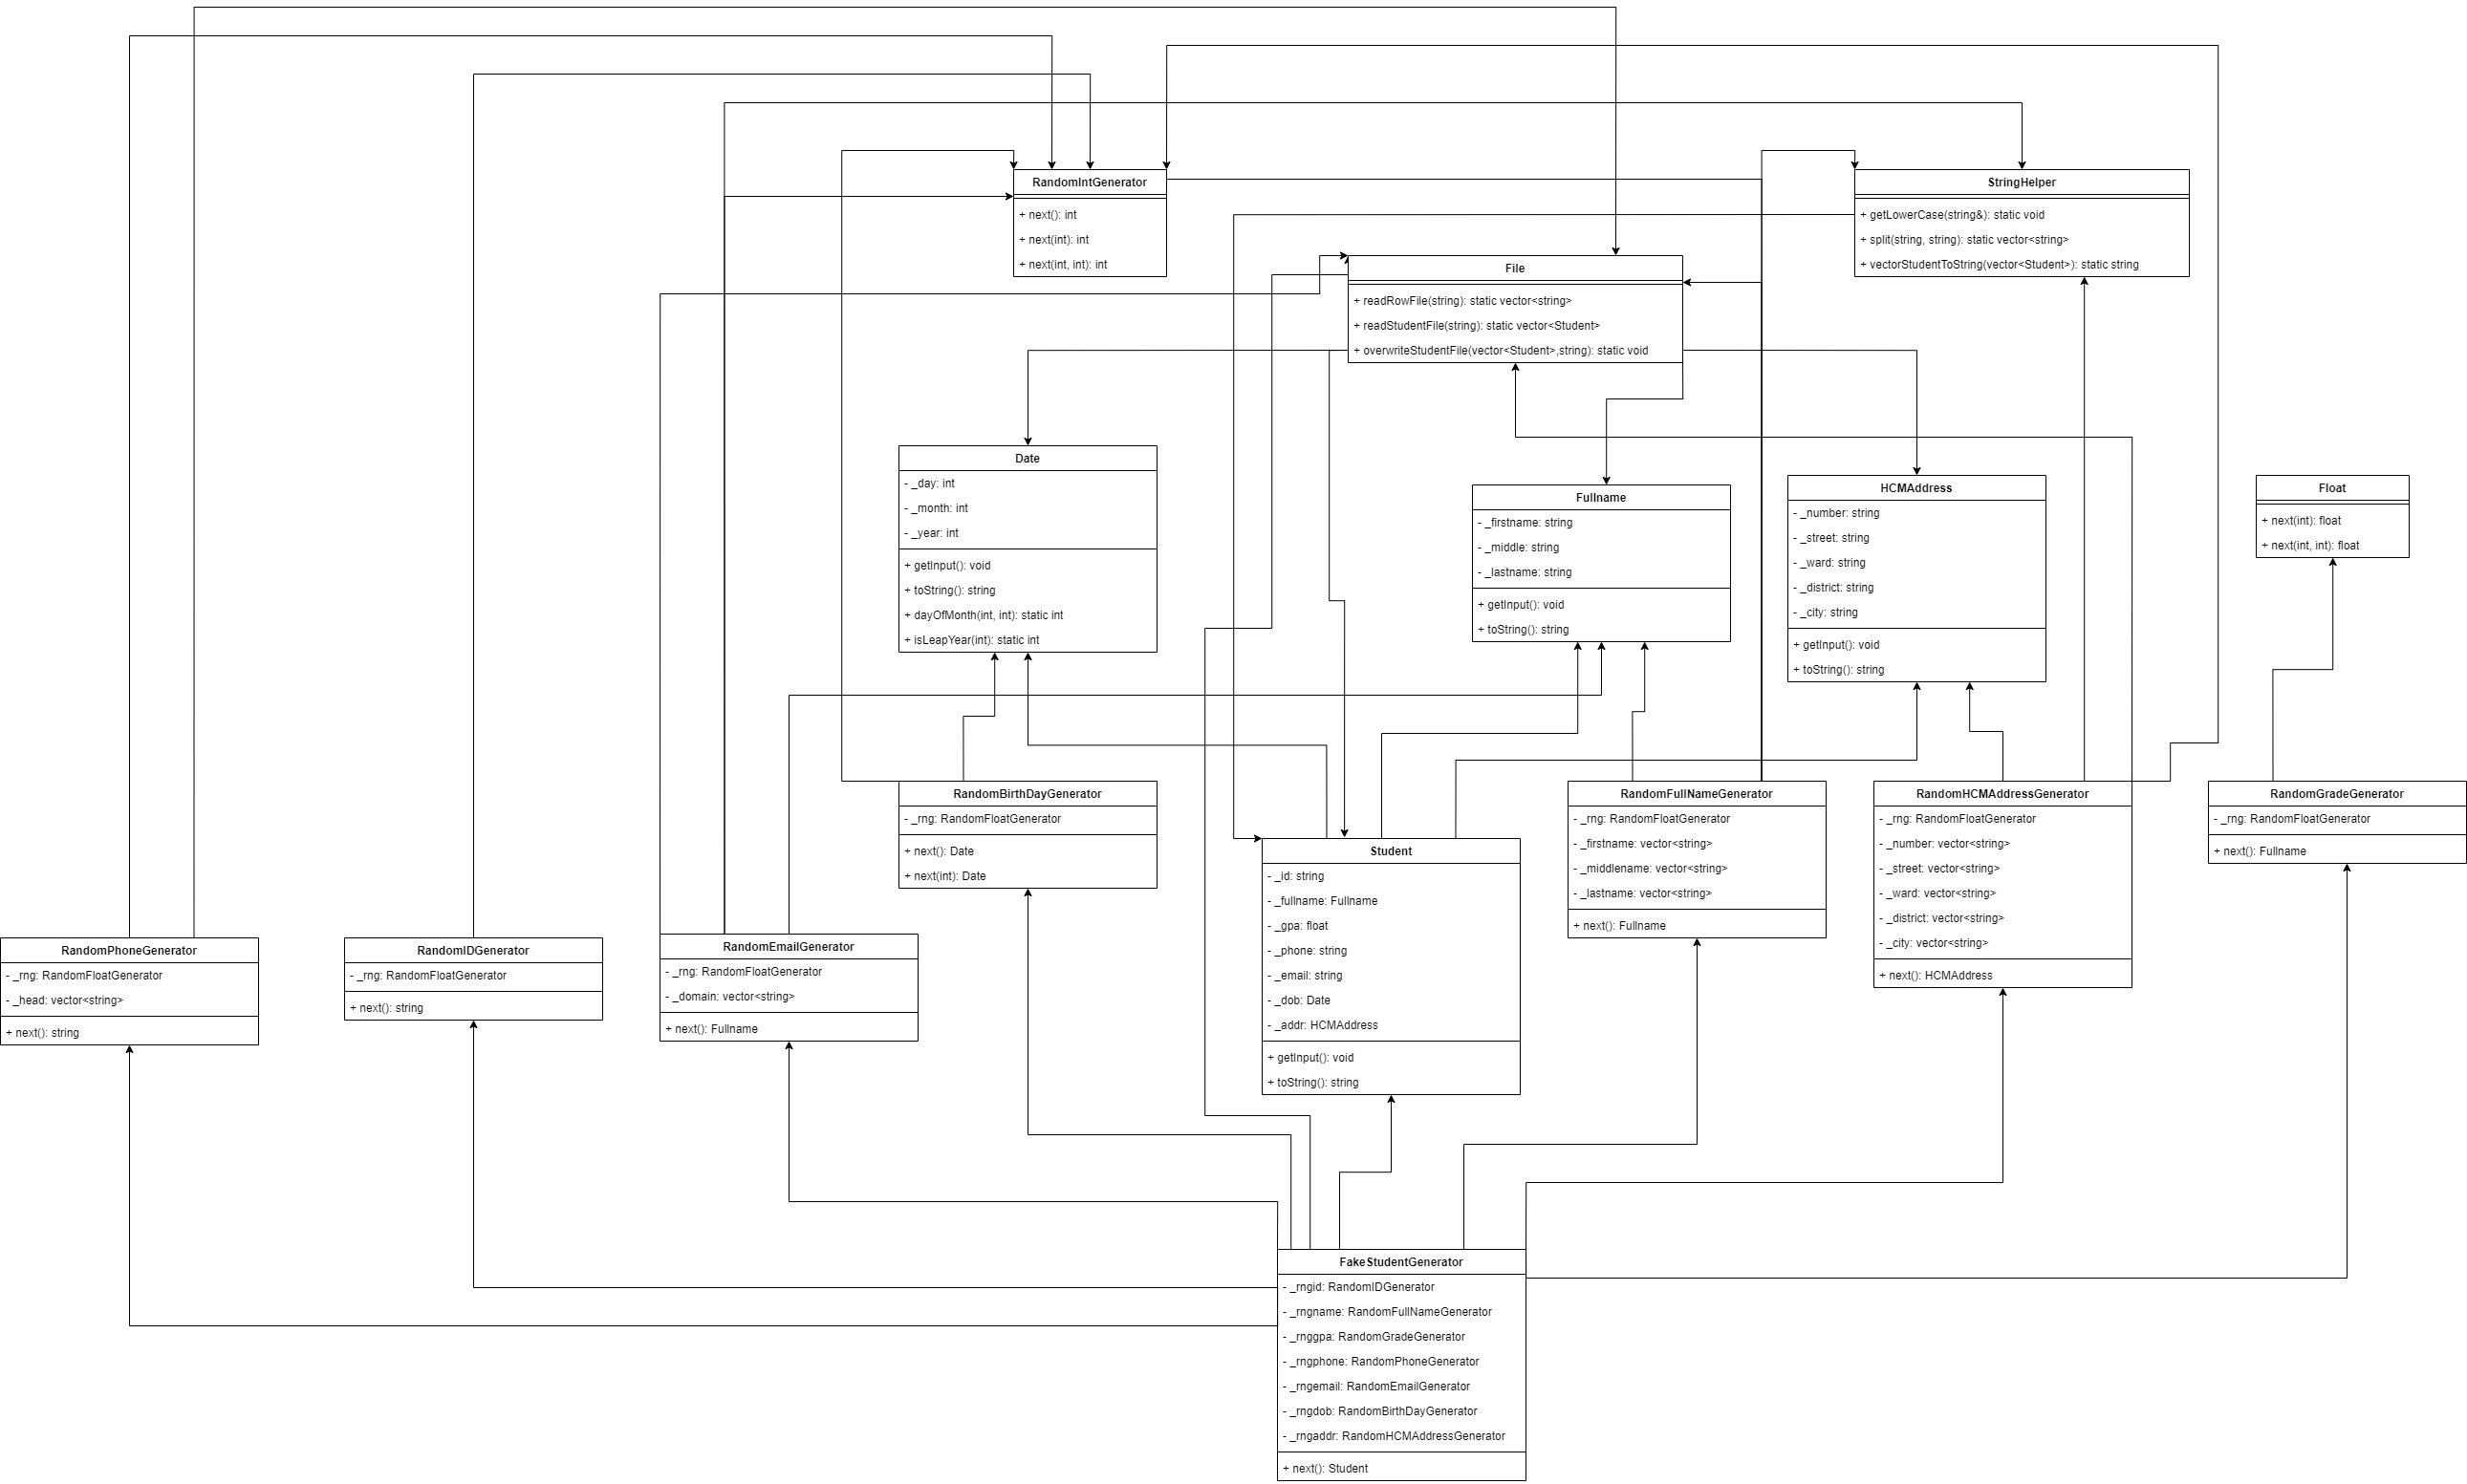 RandomIntGenerator
+ next(): int
+ next(int): int
+ next(int, int): int
StringHelper
+ getLowerCase(string&): static void
+ split(string, string): static vector<string>
+ vectorStudentToString(vector<Student>): static string
File
+ readRowFile(string): static vector<string>
+ readStudentFile(string): static vector<Student>
+ overwriteStudentFile(vector<Student>,string): static void
Date
- _day: int
- _month: int
- _year: int
+ getInput(): void
+ toString(): string
+ dayOfMonth(int, int): static int
+ isLeapYear(int): static int
Fullname
- _firstname: string
- _middle: string
- _lastname: string
+ getInput(): void
+ toString(): string
HCMAddress
- _number: string
- _street: string
- _ward: string
- _district: string
- _city: string
+ getInput(): void
+ toString(): string
Float
+ next(int): float
+ next(int, int): float
RandomBirthDayGenerator
- _rng: RandomFloatGenerator
+ next(): Date
+ next(int): Date
RandomFullNameGenerator
- _rng: RandomFloatGenerator
- _firstname: vector<string>
- _middlename: vector<string>
- _lastname: vector<string>
+ next(): Fullname
RandomHCMAddressGenerator
- _rng: RandomFloatGenerator
- _number: vector<string>
- _street: vector<string>
- _ward: vector<string>
- _district: vector<string>
- _city: vector<string>
+ next(): HCMAddress
RandomGradeGenerator
- _rng: RandomFloatGenerator
+ next(): Fullname
Student
- _id: string
- _fullname: Fullname
- _gpa: float
- _phone: string
- _email: string
- _dob: Date
- _addr: HCMAddress
+ getInput(): void
+ toString(): string
RandomPhoneGenerator
- _rng: RandomFloatGenerator
- _head: vector<string>
+ next(): string
RandomIDGenerator
- _rng: RandomFloatGenerator
+ next(): string
RandomEmailGenerator
- _rng: RandomFloatGenerator
- _domain: vector<string>
+ next(): Fullname
FakeStudentGenerator
- _rngid: RandomIDGenerator
- _rngname: RandomFullNameGenerator
- _rnggpa: RandomGradeGenerator
- _rngphone: RandomPhoneGenerator
- _rngemail: RandomEmailGenerator
- _rngdob: RandomBirthDayGenerator
- _rngaddr: RandomHCMAddressGenerator
+ next(): Student